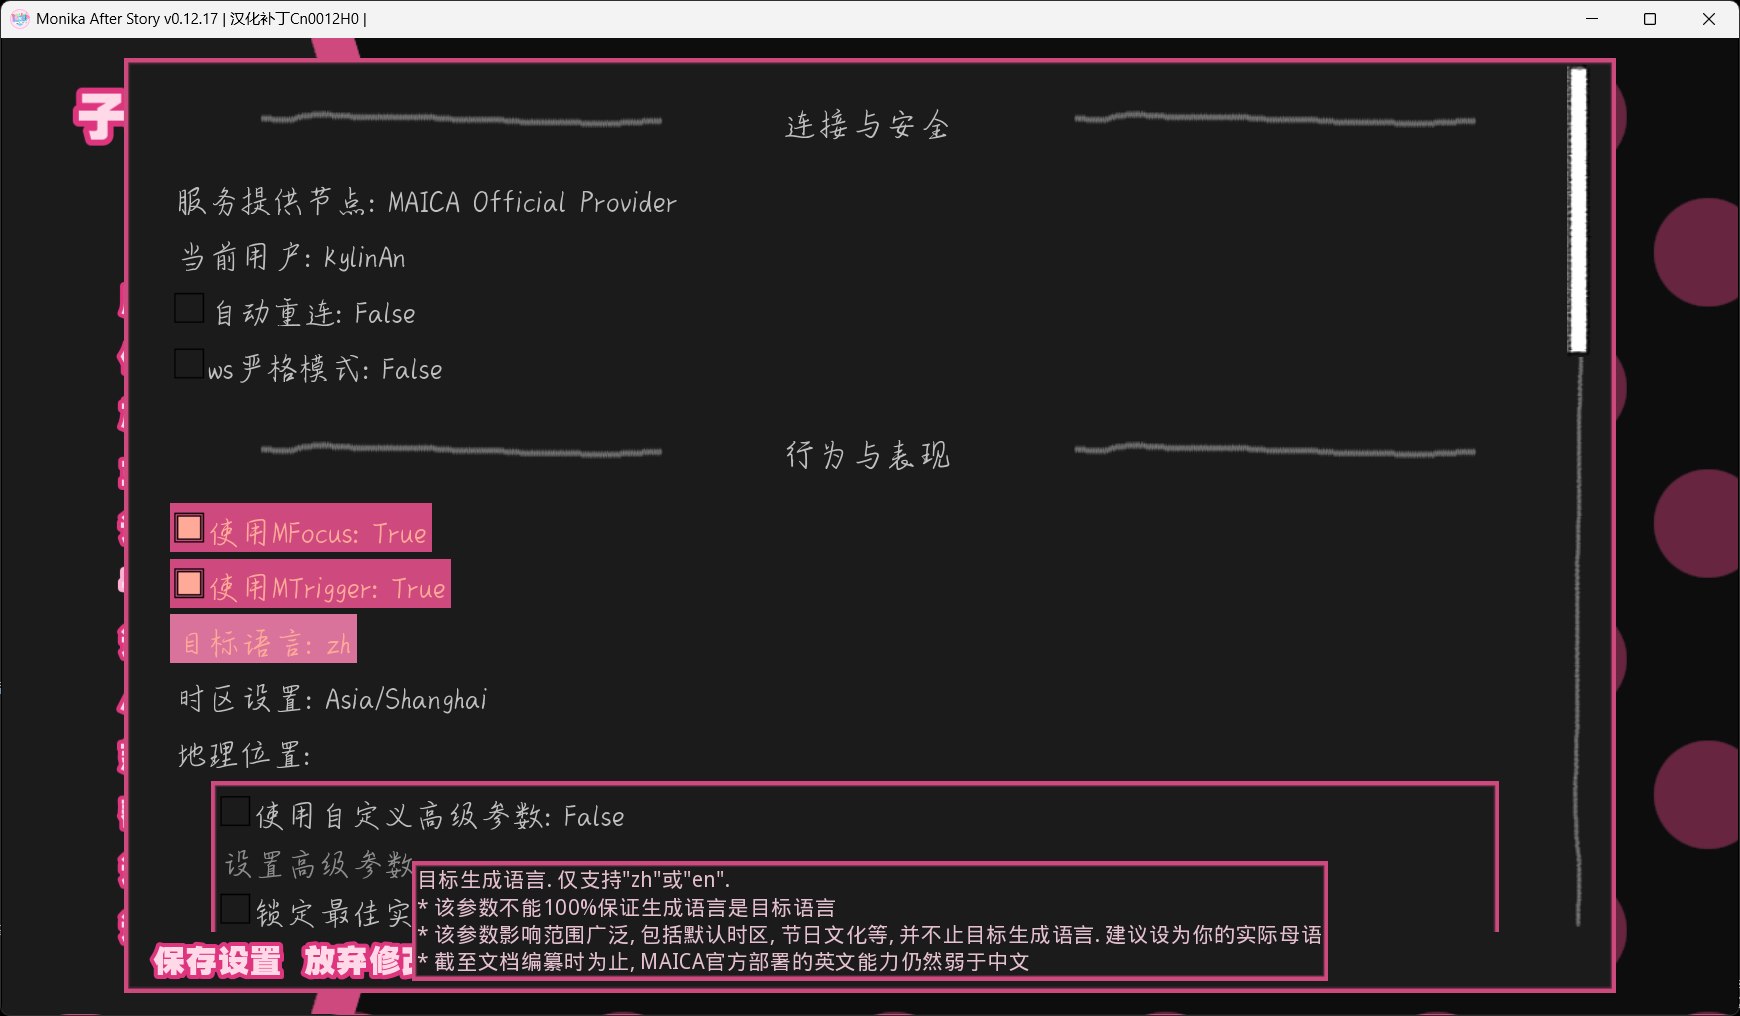 Monika After Story v0.12.17 | 汉化补丁Cn0012H0 |
子
连接与安全
服务提供节点: MAICA Official Provider
当前用户: KylinAn
自动重连: False
ws严格模式: False
行为与表现
使用MFocus: True
使用MTrigger: True
目标语言: zh
时区设置: Asia/Shanghai
地理位置:
使用自定义高级参数: False
设置高级参数
锁定最佳实
目标生成语言. 仅支持"zh"或"en".
* 该参数不能100%保证生成语言是目标语言
* 该参数影响范围广泛, 包括默认时区, 节日文化等, 并不止目标生成语言. 建议设为你的实际母语
* 截至文档编纂时为止, MAICA官方部署的英文能力仍然弱于中文
保存设置 放弃修改